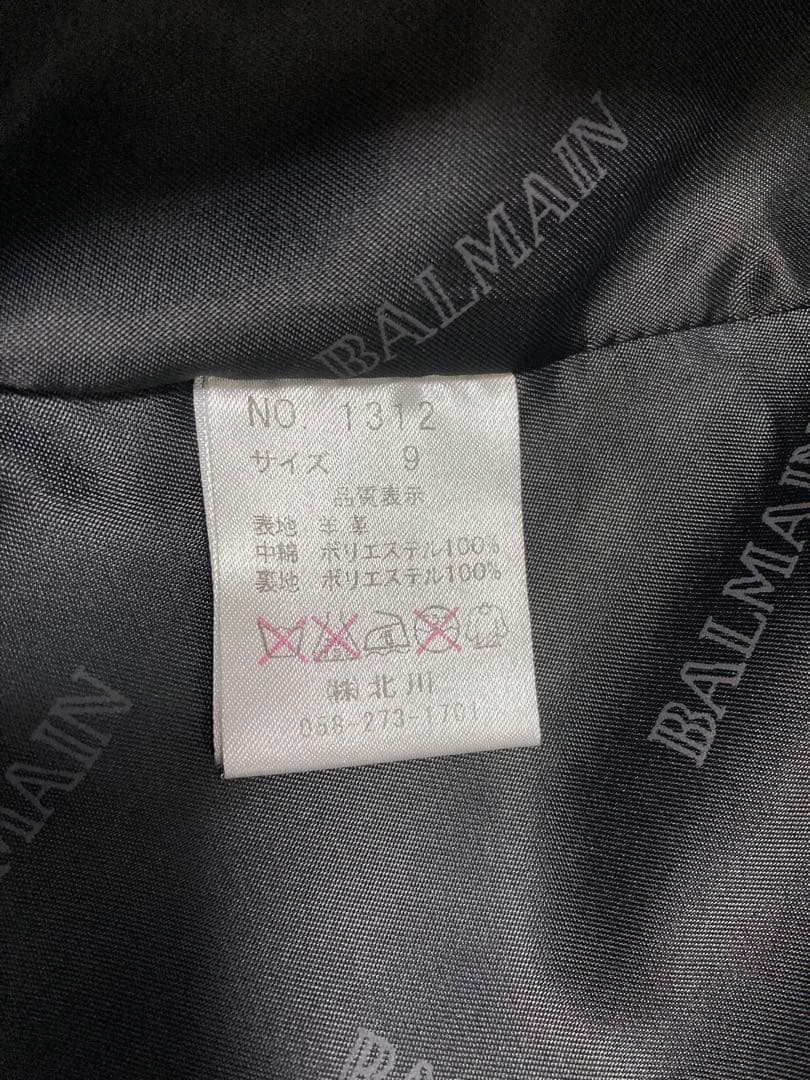 BALMAIN
NO. 1312
サイズ 9
品質表示
表地 羊革
中綿 ポリエステル100%
裏地 ポリエステル100%
㈱北川
058-273-1701
BALMAIN
MAIN
BALMAIN